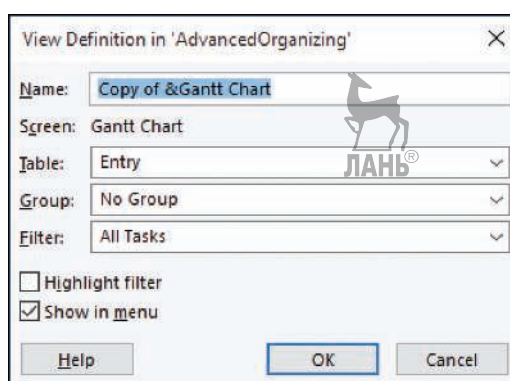 View Definition in 'AdvancedOrganizing'
Name: Copy of &Gantt Chart
Screen: Gantt Chart
Table: Entry
ЛАНЬ®
Group: No Group
Filter: All Tasks
Highlight filter
Show in menu
Help OK Cancel